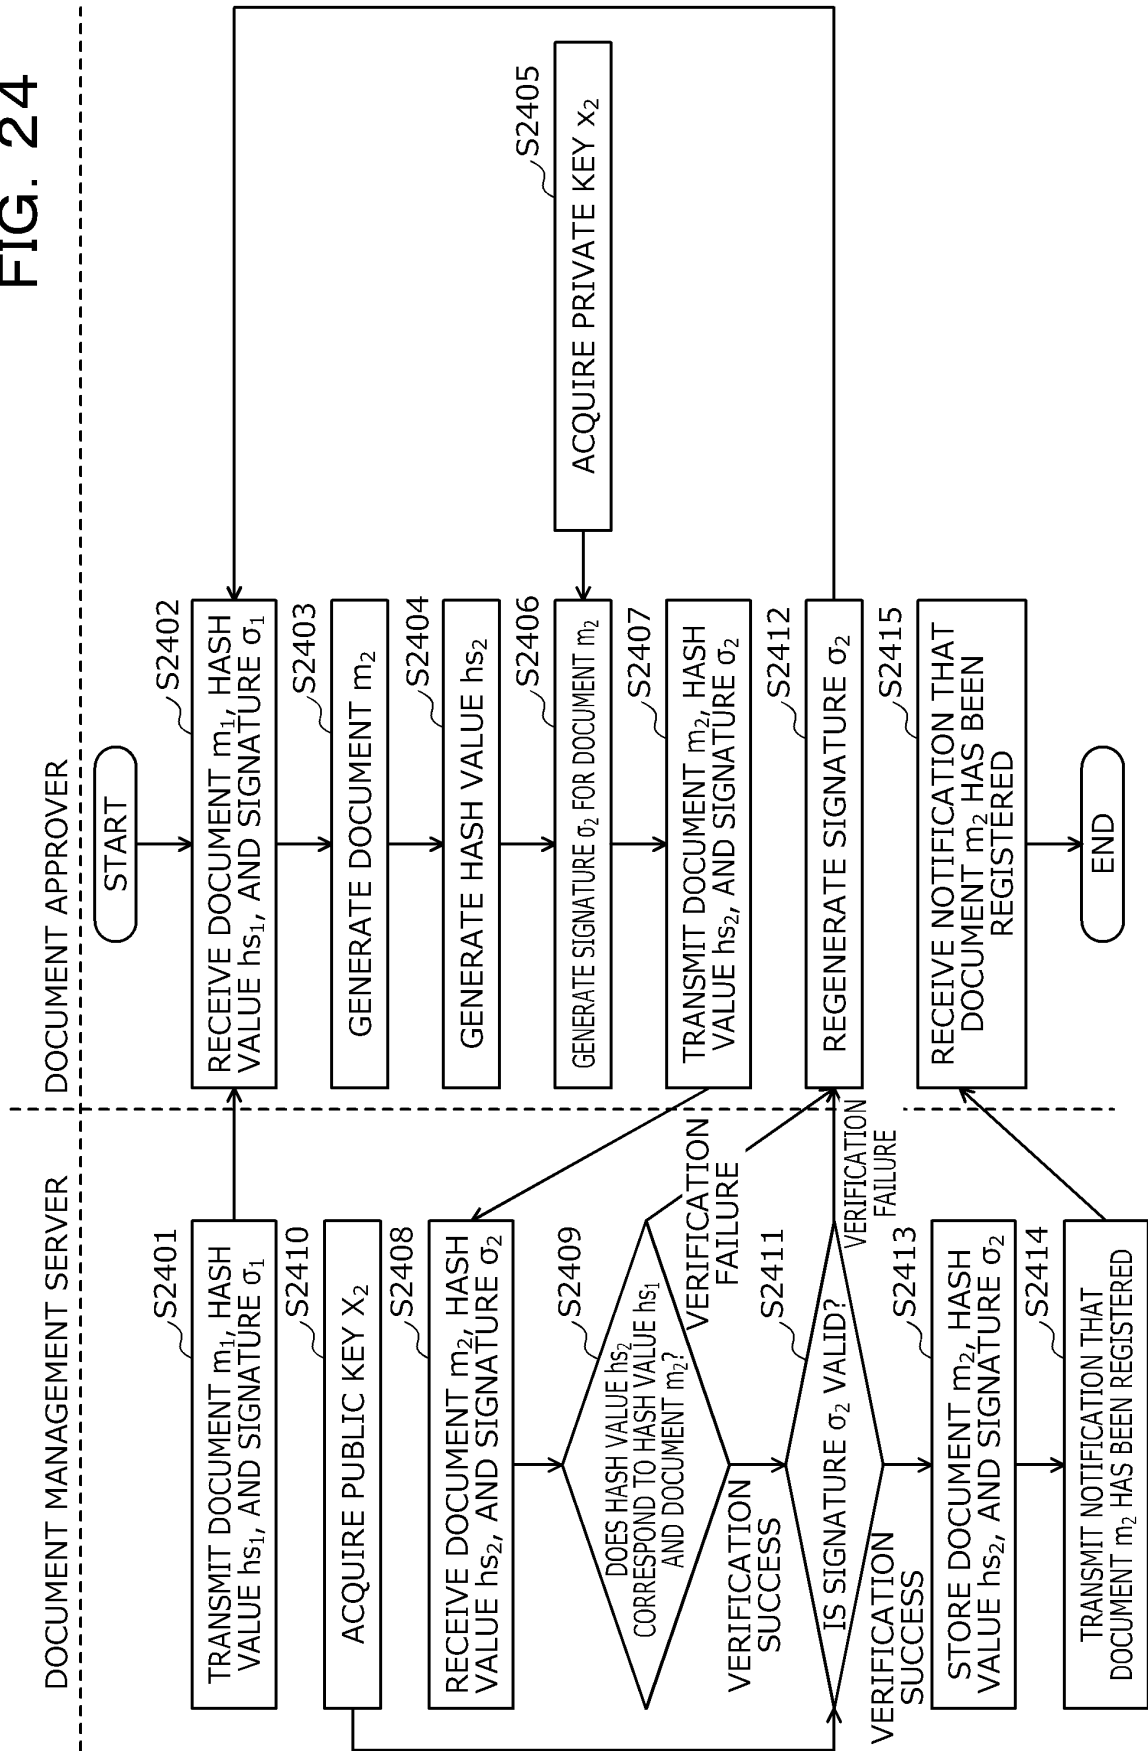 FIG. 24
DOCUMENT MANAGEMENT SERVER
DOCUMENT APPROVER
START
S2401
TRANSMIT DOCUMENT m₁, HASH
VALUE hs₁, AND SIGNATURE σ₁
S2402
RECEIVE DOCUMENT m₁, HASH
VALUE hs₁, AND SIGNATURE σ₁
S2410
ACQUIRE PUBLIC KEY X₂
S2403
GENERATE DOCUMENT m₂
S2404
GENERATE HASH VALUE hs₂
S2405
ACQUIRE PRIVATE KEY x₂
S2406
GENERATE SIGNATURE σ₂ FOR DOCUMENT m₂
S2407
TRANSMIT DOCUMENT m₂, HASH
VALUE hs₂, AND SIGNATURE σ₂
S2408
RECEIVE DOCUMENT m₂, HASH
VALUE hs₂, AND SIGNATURE σ₂
S2409
DOES HASH VALUE hs₂
CORRESPOND TO HASH VALUE hs₁
AND DOCUMENT m₂?
VERIFICATION
FAILURE
VERIFICATION
SUCCESS
S2411
IS SIGNATURE σ₂ VALID?
VERIFICATION
FAILURE
VERIFICATION
SUCCESS
S2412
REGENERATE SIGNATURE σ₂
S2413
STORE DOCUMENT m₂, HASH
VALUE hs₂, AND SIGNATURE σ₂
S2414
TRANSMIT NOTIFICATION THAT
DOCUMENT m₂ HAS BEEN REGISTERED
S2415
RECEIVE NOTIFICATION THAT
DOCUMENT m₂ HAS BEEN
REGISTERED
END